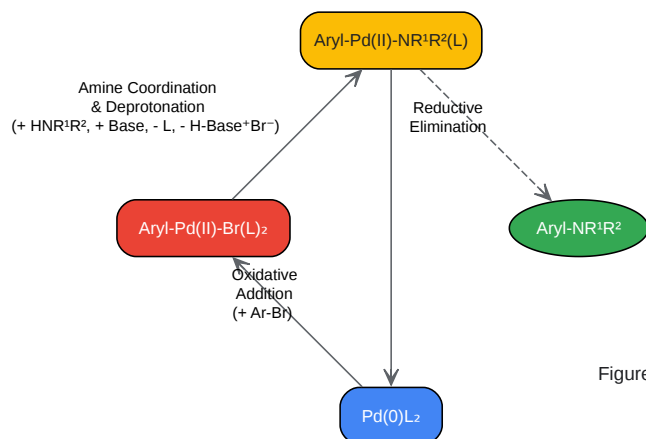 Aryl-Pd(II)-NR¹R²(L)
Amine Coordination
& Deprotonation
(+ HNR¹R², + Base, - L, - H-Base⁺Br⁻)
Reductive
Elimination
Aryl-Pd(II)-Br(L)₂
Aryl-NR¹R²
Oxidative
Addition
(+ Ar-Br)
Figure
Pd(0)L₂